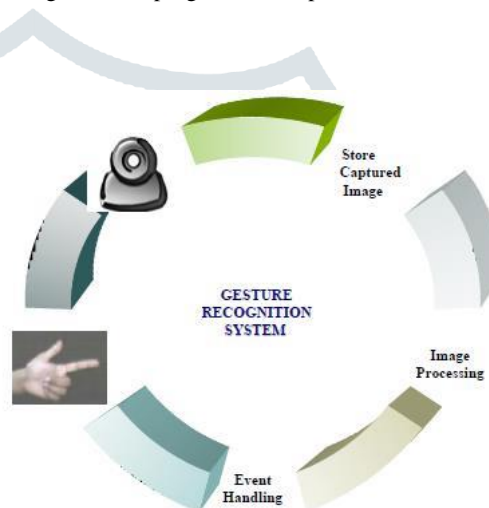 Store
Captured
Image
GESTURE
RECOGNITION
SYSTEM
Image
Processing
Event
Handling